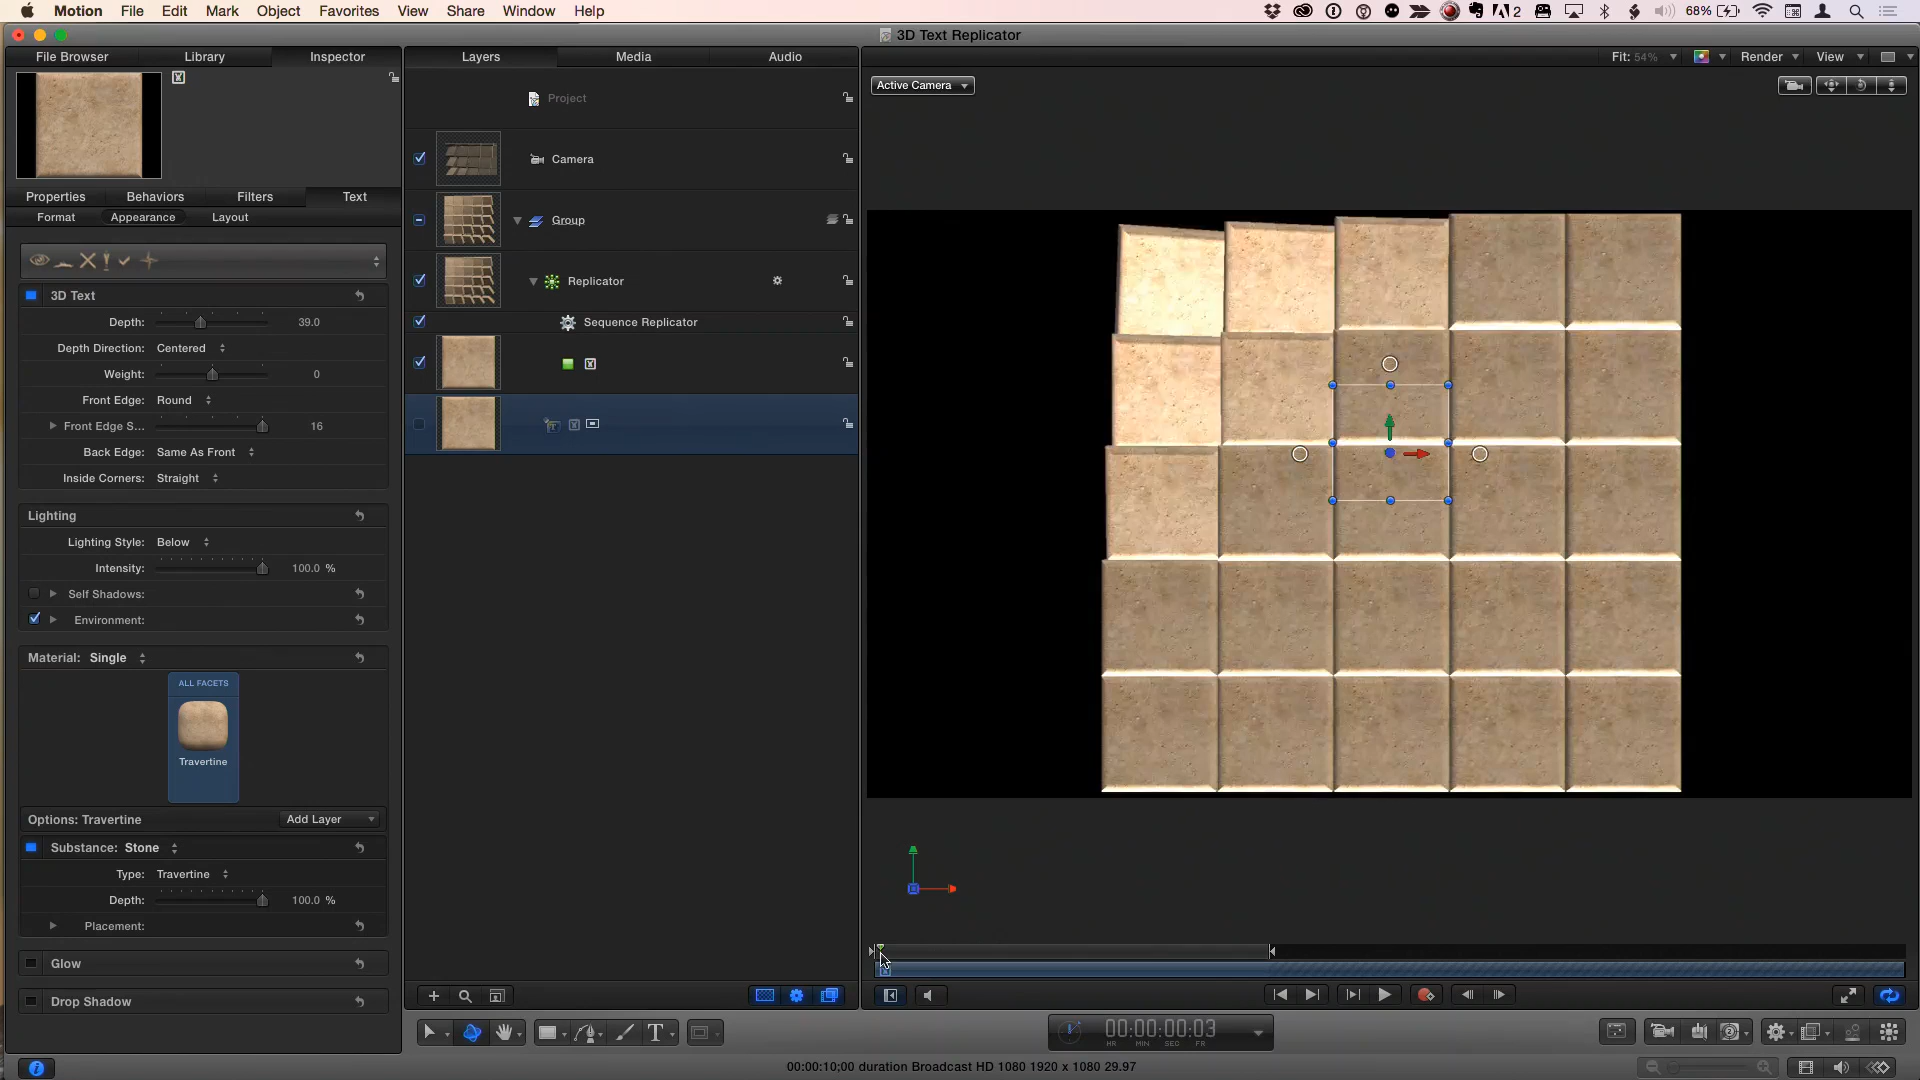 Motion File Edit Mark Object Favorites View Share Window Help 2 68%
3D Text Replicator
File Browser Library Inspector Layers Media Audio Fit: 54% Render View
Active Camera
Project
Camera
Properties Behaviors Filters Text
Format Appearance Layout
Group
3D Text
Replicator
Depth: 39.0
Sequence Replicator
Depth Direction: Centered
Weight: 0
Front Edge: Round
Front Edge S... 16
Back Edge: Same As Front
Inside Corners: Straight
Lighting
Lighting Style: Below
Intensity: 100.0 %
Self Shadows:
Environment:
Material: Single
ALL FACETS
Travertine
Options: Travertine Add Layer
Substance: Stone
Type: Travertine
Depth: 100.0 %
Placement:
Glow
Drop Shadow
T
00:00:00:03
HR MIN SEC FR
00:00:10;00 duration Broadcast HD 1080 1920 x 1080 29.97